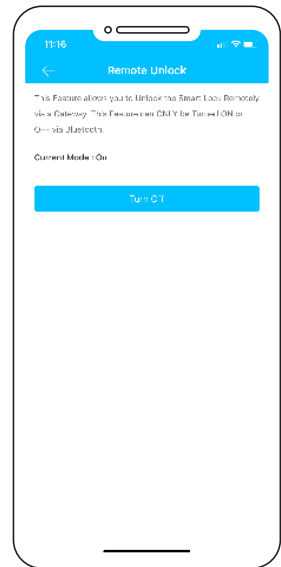 11:16
Remote Unlock
This Feature allows you to Unlock the Smart Lock Remotely
via a Gateway. This Feature can ONLY be Turned ON or
OFF via Bluetooth.
Current Mode : On
Turn Off